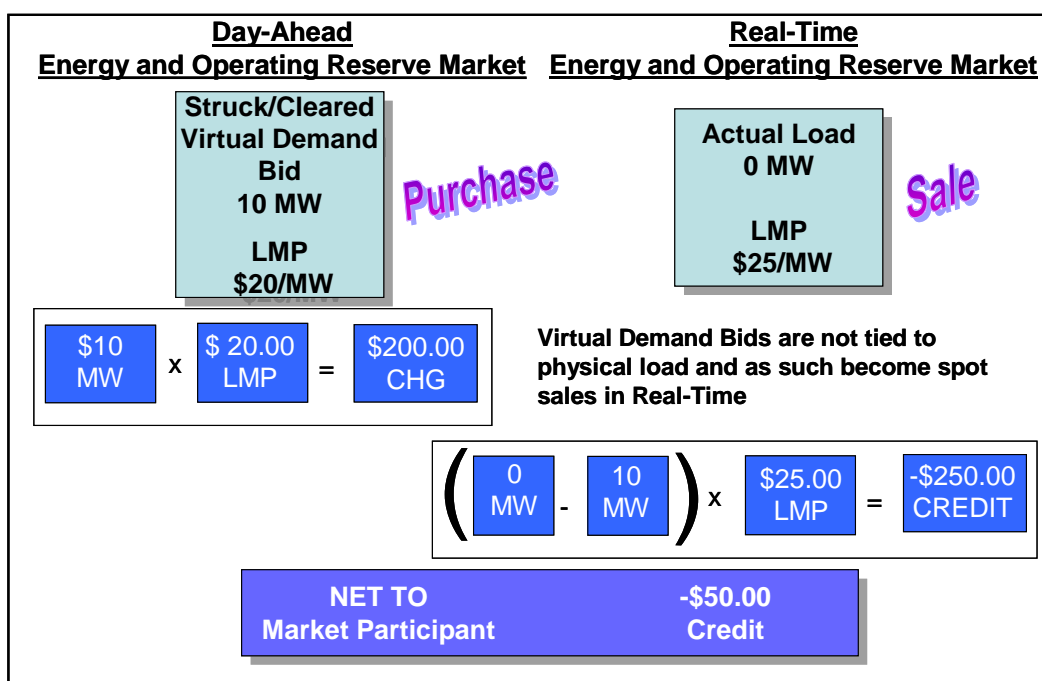 Day-Ahead
Energy and Operating Reserve Market
Real-Time
Energy and Operating Reserve Market
Struck/Cleared
Virtual Demand
Bid
10 MW
LMP
$20/MW
Purchase
Actual Load
0 MW
LMP
$25/MW
Sale
$10
MW
x
$ 20.00
LMP
=
$200.00
CHG
Virtual Demand Bids are not tied to
physical load and as such become spot
sales in Real-Time
(
0
MW
-
10
MW
)
x
$25.00
LMP
=
-$250.00
CREDIT
NET TO
Market Participant
-$50.00
Credit